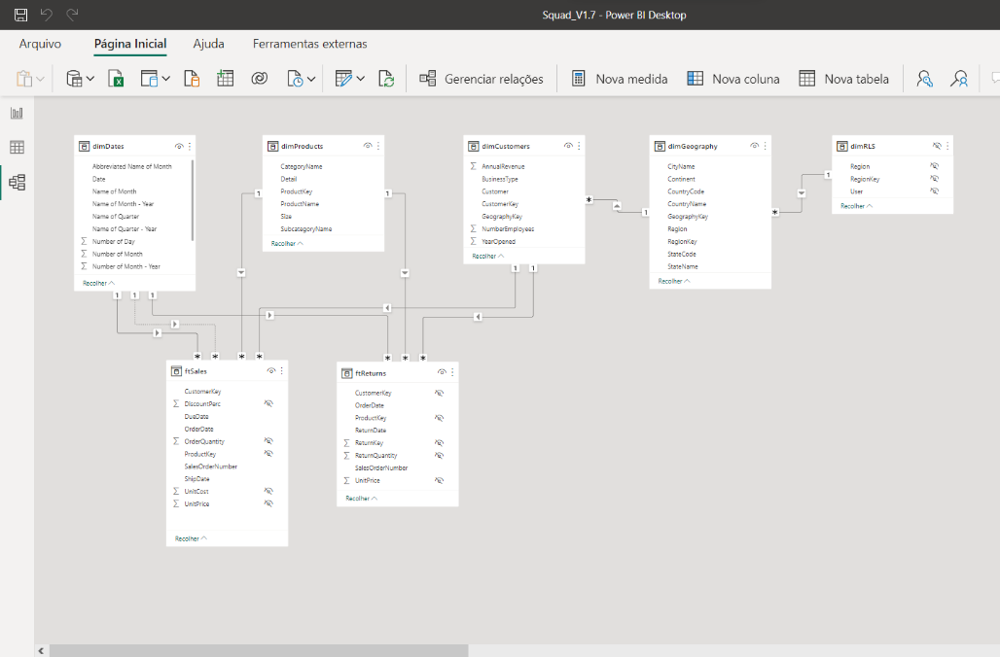 Squad_V1.7 - Power BI Desktop
Arquivo
Página Inicial
Ajuda
Ferramentas externas
Gerenciar relações
Nova medida
Nova coluna
Nova tabela
dimDates
Abbreviated Name of Month
Date
Name of Month
Name of Month - Year
Name of Quarter
Name of Quarter - Year
Number of Day
Number of Month
Number of Month - Year
Recolher
dimProducts
CategoryName
Detail
ProductKey
ProductName
Size
SubcategoryName
Recolher
dimCustomers
AnnualRevenue
BusinessType
Customer
CustomerKey
GeographyKey
NumberEmployees
YearOpened
Recolher
dimGeography
CityName
Continent
CountryCode
CountryName
GeographyKey
Region
RegionKey
StateCode
StateName
Recolher
dimRLS
Region
RegionKey
User
Recolher
1
1
1
*
1
*
1
1
1
1
1
1
*
*
*
*
*
*
*
ftSales
CustomerKey
DiscountPerc
DueDate
OrderDate
OrderQuantity
ProductKey
SalesOrderNumber
ShipDate
UnitCost
UnitPrice
Recolher
ftReturns
CustomerKey
OrderDate
ProductKey
ReturnDate
ReturnKey
ReturnQuantity
SalesOrderNumber
UnitPrice
Recolher